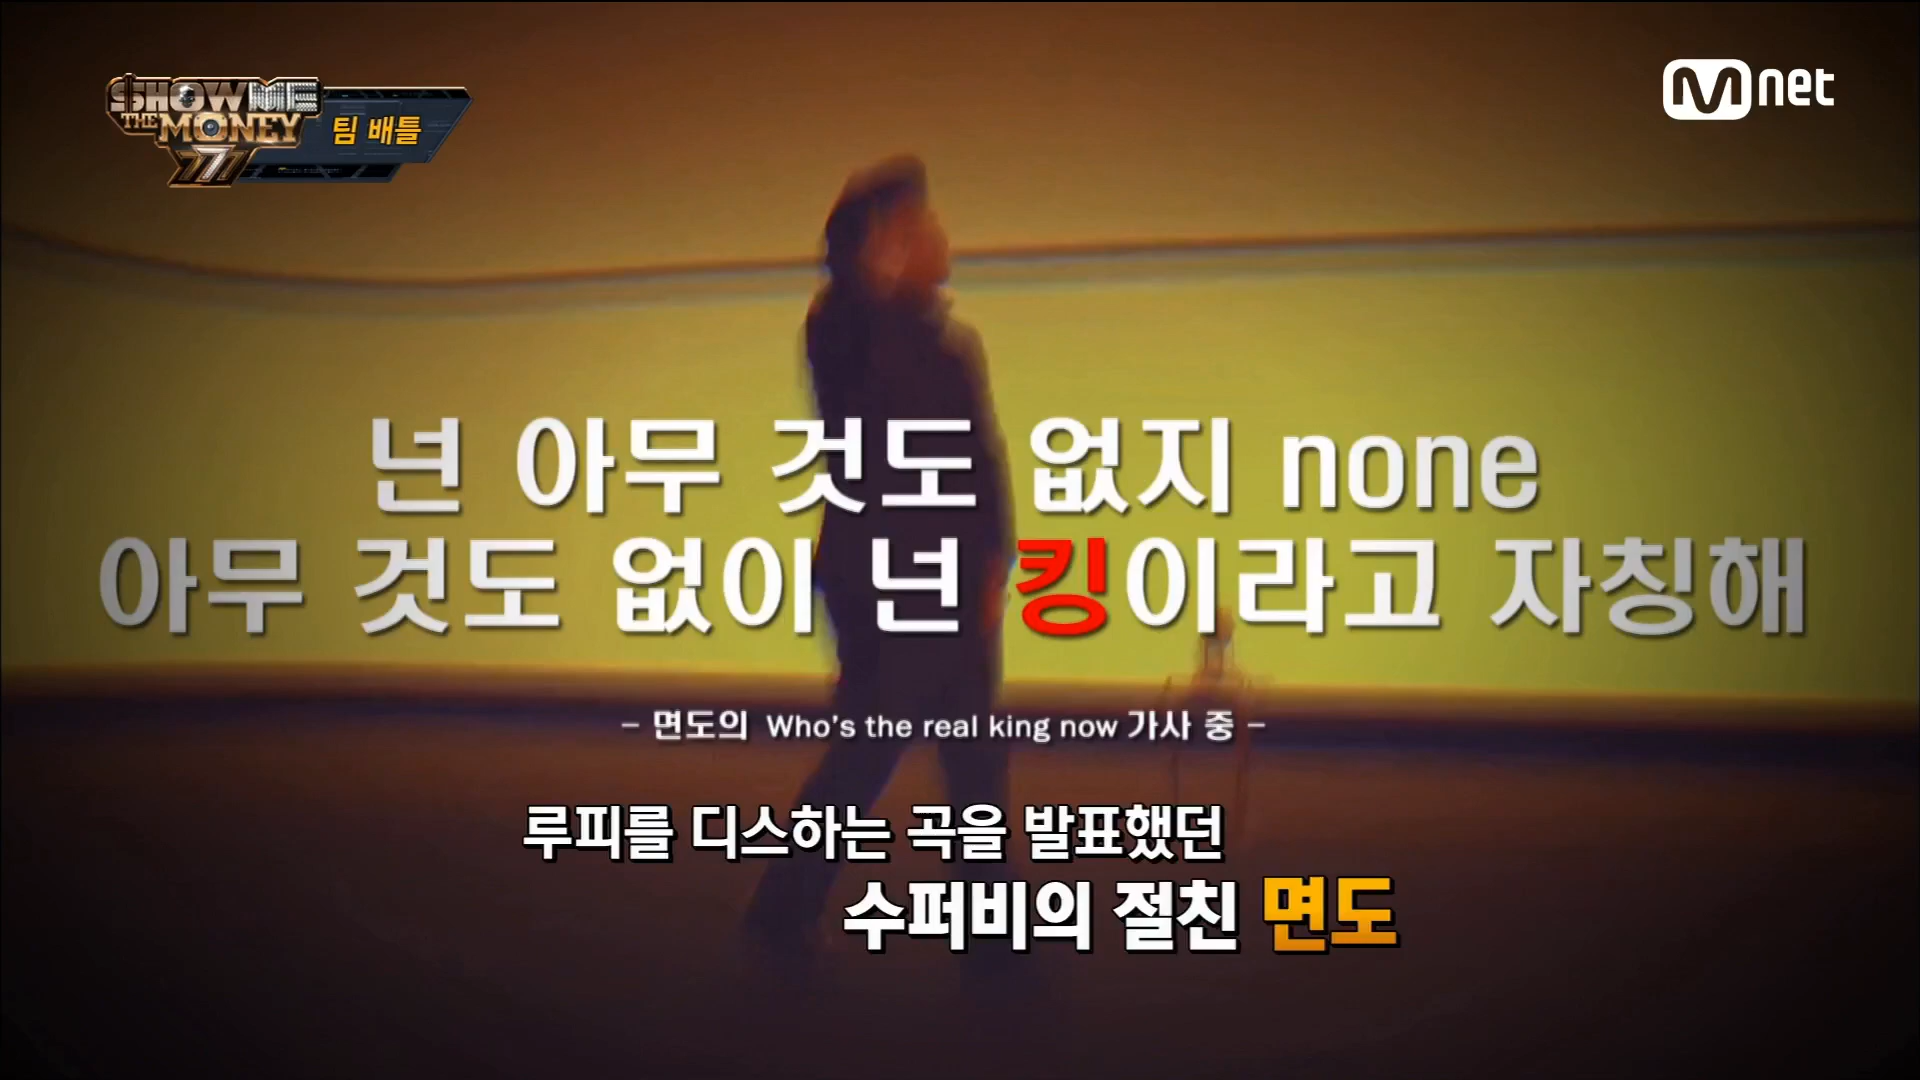 SHOW ME
THE MONEY
777
팀 배틀
Mnet
넌 아무 것도 없지 none
아무 것도 없이 넌 킹이라고 자칭해
- 면도의 Who's the real king now 가사 중 -
루피를 디스하는 곡을 발표했던
수퍼비의 절친 면도